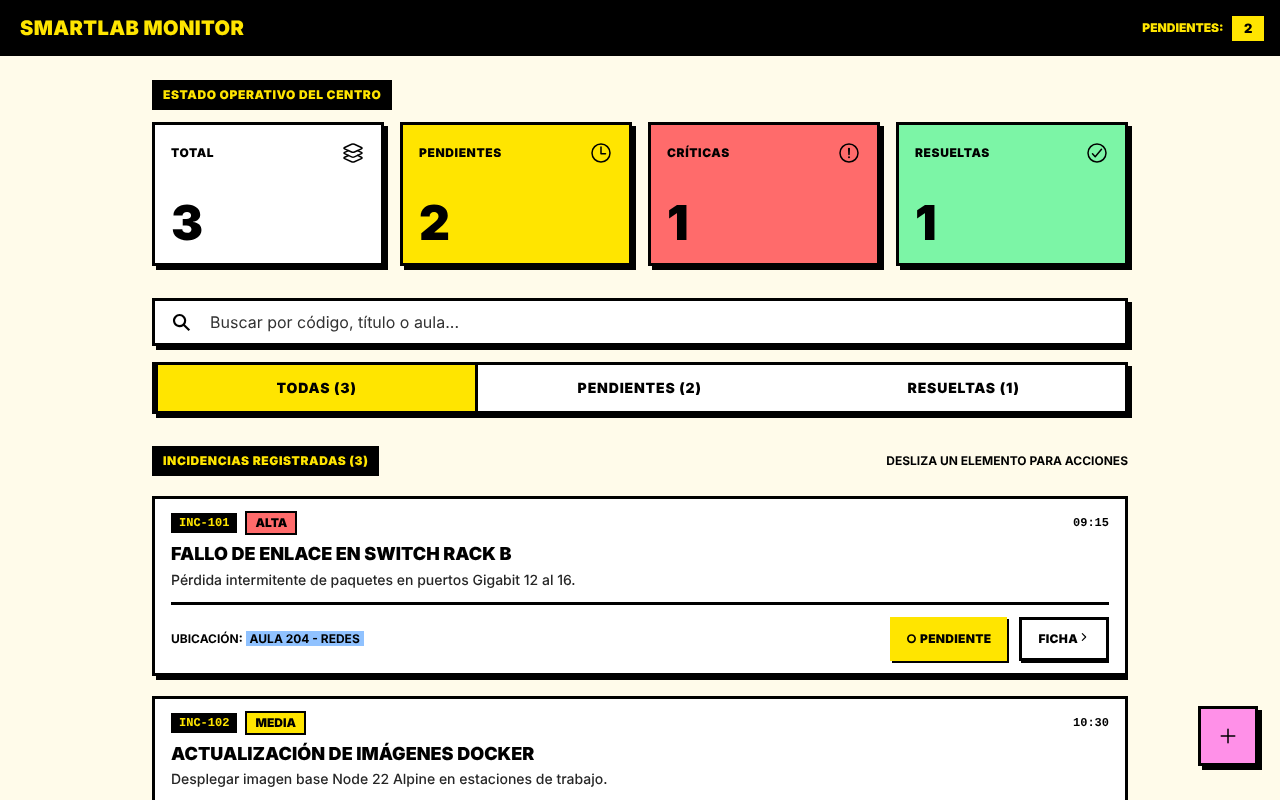 SMARTLAB MONITOR
PENDIENTES: 2
ESTADO OPERATIVO DEL CENTRO
TOTAL
3
PENDIENTES
2
CRÍTICAS
1
RESUELTAS
1
Buscar por código, título o aula...
TODAS (3)
PENDIENTES (2)
RESUELTAS (1)
INCIDENCIAS REGISTRADAS (3)
DESLIZA UN ELEMENTO PARA ACCIONES
INC-101 ALTA 09:15
FALLO DE ENLACE EN SWITCH RACK B
Pérdida intermitente de paquetes en puertos Gigabit 12 al 16.
UBICACIÓN: AULA 204 - REDES
PENDIENTE
FICHA
INC-102 MEDIA 10:30
ACTUALIZACIÓN DE IMÁGENES DOCKER
Desplegar imagen base Node 22 Alpine en estaciones de trabajo.